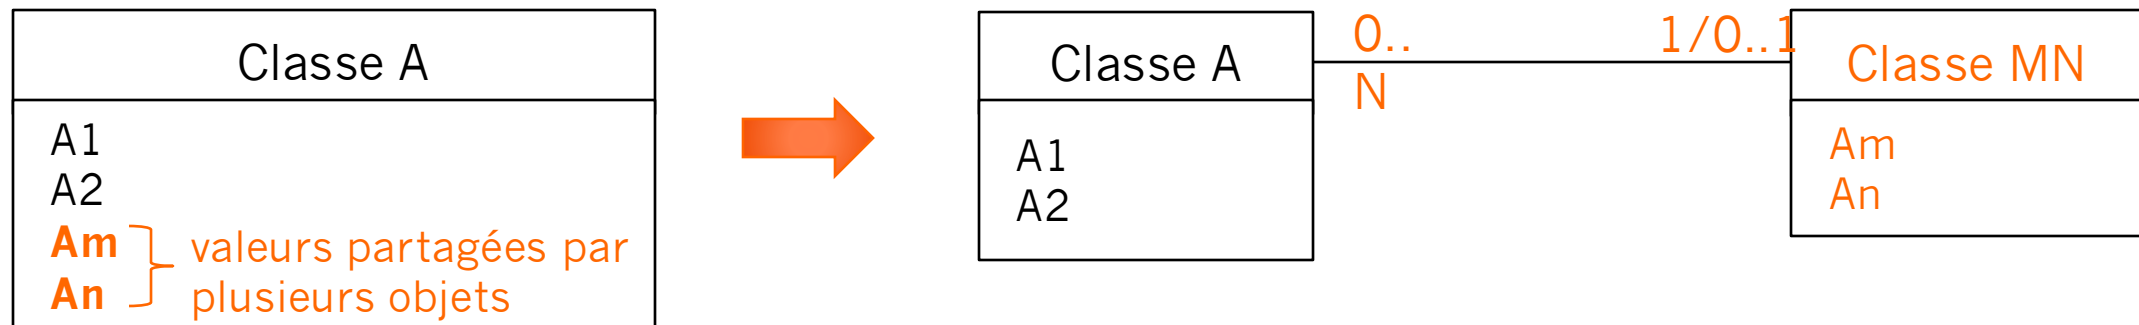 Classe A
A1
A2
Am
An
valeurs partagées par
plusieurs objets
Classe A
A1
A2
0..
N
1/0..1
Classe MN
Am
An